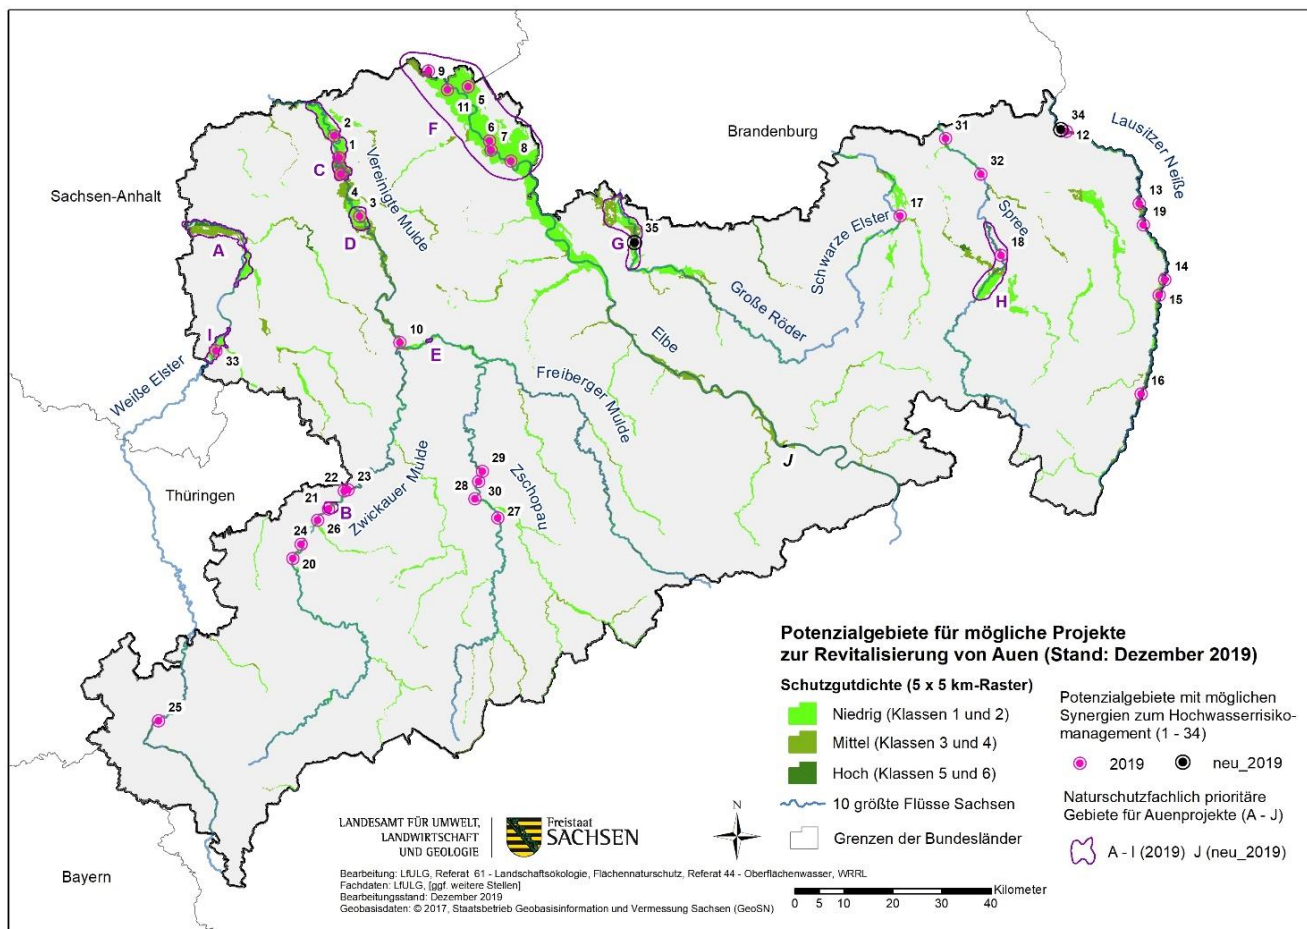 9
5
11
F
6
7
8
2
1
C
4
3
D
Vereinigte Mulde
Sachsen-Anhalt
A
I
33
Weiße Elster
10
E
Brandenburg
31
34
12
Lausitzer Neiße
32
13
19
17
Schwarze Elster
Spree
18
H
14
15
16
35
G
Große Röder
Elbe
J
Freiberger Mulde
Thüringen
22
23
21
B
26
24
20
Zwickauer Mulde
29
28
30
27
Zschopau
25
Bayern
Potenzialgebiete für mögliche Projekte
zur Revitalisierung von Auen (Stand: Dezember 2019)
Schutzgutdichte (5 x 5 km-Raster)
Niedrig (Klassen 1 und 2)
Mittel (Klassen 3 und 4)
Hoch (Klassen 5 und 6)
10 größte Flüsse Sachsen
Grenzen der Bundesländer
Potenzialgebiete mit möglichen
Synergien zum Hochwasserrisiko-
management (1 - 34)
2019 neu_2019
Naturschutzfachlich prioritäre
Gebiete für Auenprojekte (A - J)
A - I (2019) J (neu_2019)
LANDESAMT FÜR UMWELT,
LANDWIRTSCHAFT
UND GEOLOGIE
Freistaat
SACHSEN
N
Bearbeitung: LfULG, Referat 61 - Landschaftsökologie, Flächennaturschutz, Referat 44 - Oberflächenwasser, WRRL
Fachdaten: LfULG, [ggf. weitere Stellen]
Bearbeitungsstand: Dezember 2019
Geobasisdaten: © 2017, Staatsbetrieb Geobasisinformation und Vermessung Sachsen (GeoSN)
Kilometer
0 5 10 20 30 40